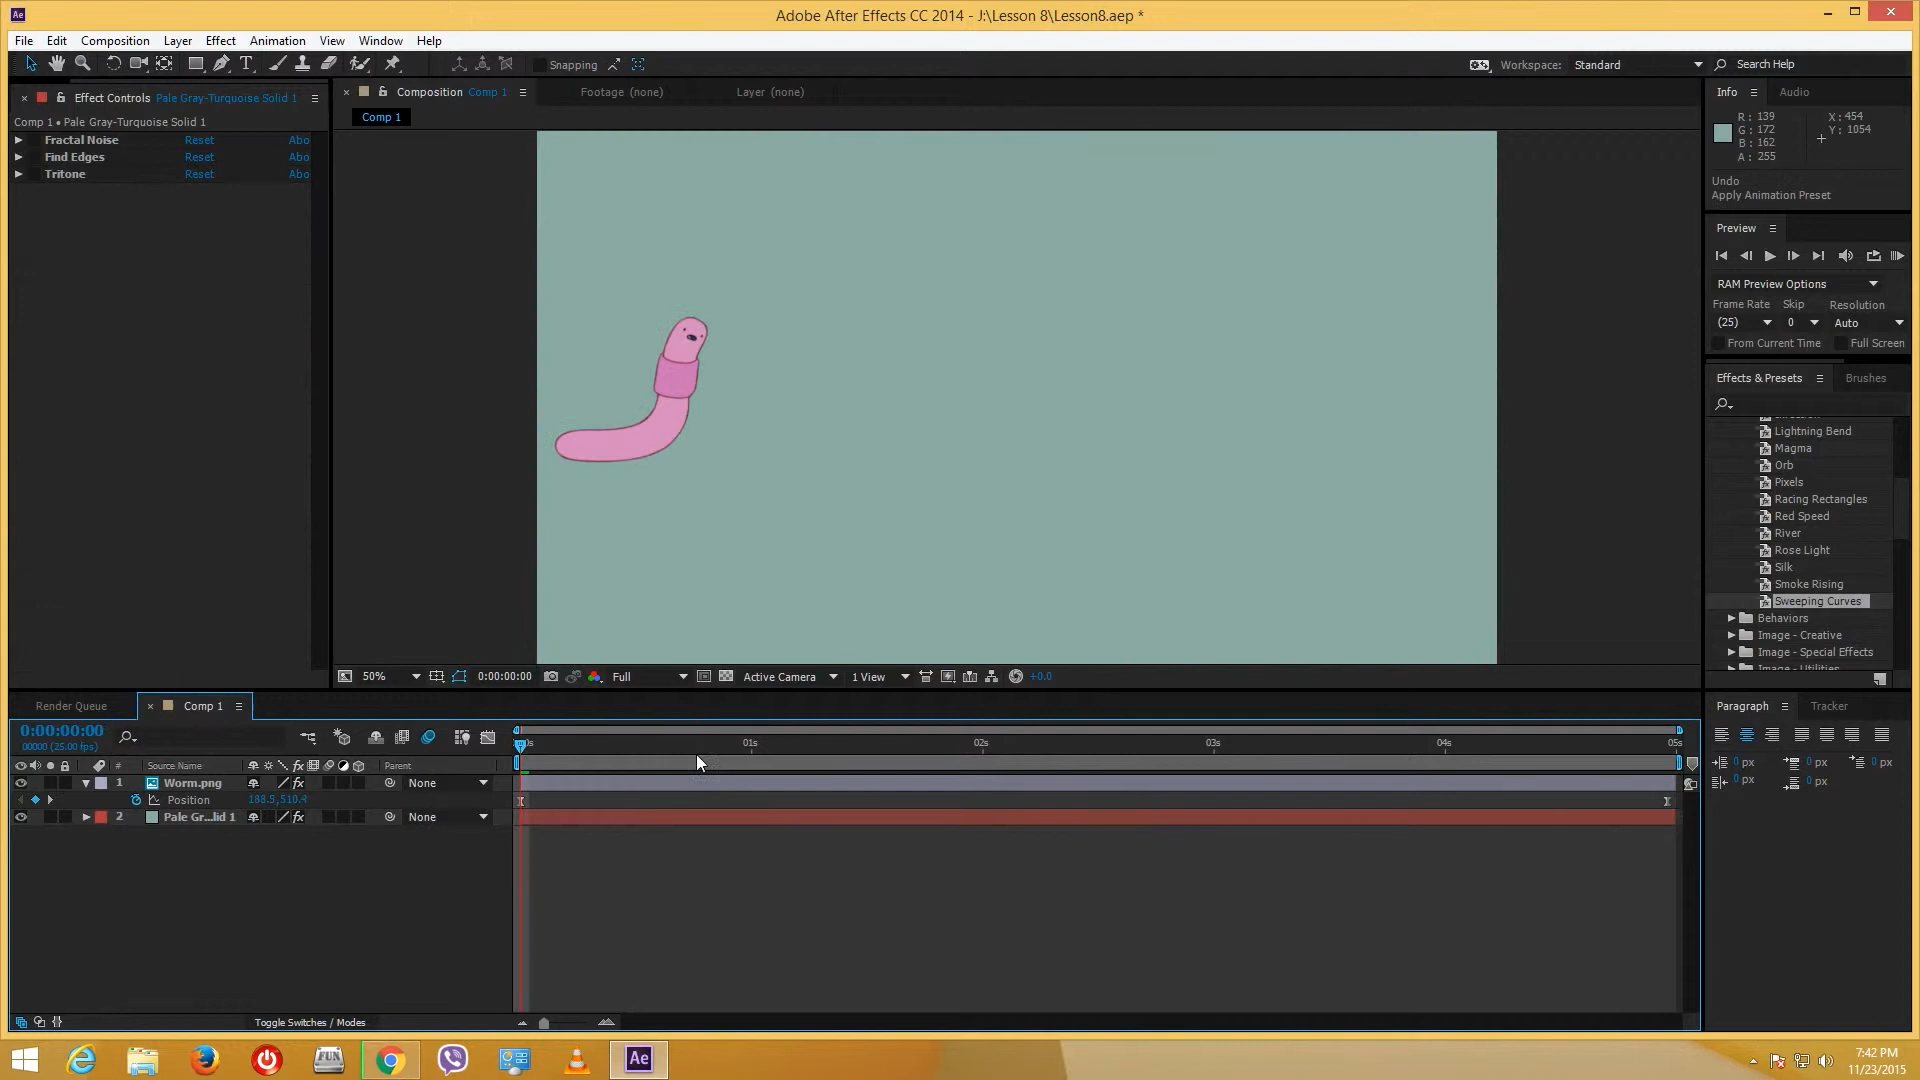 Ae
Adobe After Effects CC 2014 - J:\Lesson 8\Lesson8.aep *
File Edit Composition Layer Effect Animation View Window Help
Snapping
Workspace: Standard
Search Help
Effect Controls Pale Gray-Turquoise Solid 1
Comp 1 • Pale Gray-Turquoise Solid 1
Fractal Noise Reset Abo
Find Edges Reset Abo
Tritone Reset Abo
Composition Comp 1
Footage (none)
Layer (none)
Comp 1
50%
0:00:00:00
Full
Active Camera
1 View
+0.0
Info Audio
R: 139
G: 172
B: 162
A: 255
X: 454
Y: 1054
Undo
Apply Animation Preset
Preview
RAM Preview Options
Frame Rate Skip Resolution
(25) 0 Auto
From Current Time Full Screen
Effects & Presets Brushes
Lightning Bend
Magma
Orb
Pixels
Racing Rectangles
Red Speed
River
Rose Light
Silk
Smoke Rising
Sweeping Curves
Behaviors
Image - Creative
Image - Special Effects
Image - Utilities
Render Queue
Comp 1
0:00:00:00
00000 (25.00 fps)
01s 02s 03s 04s 05s
# Source Name Parent
1 Worm.png None
Position 188.5,510.4
2 Pale Gr...lid 1 None
Toggle Switches / Modes
Paragraph Tracker
0 px 0 px 0 px
0 px 0 px
FUN
Ae
7:42 PM
11/23/2015